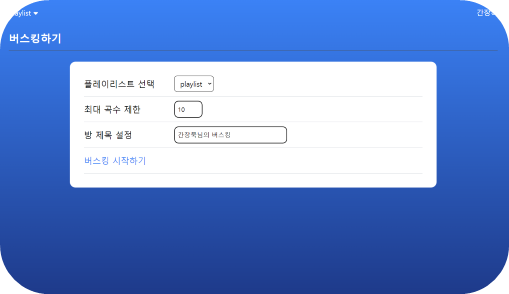 aylist
간장
버스킹하기
플레이리스트 선택 playlist
최대 곡수 제한 10
방 제목 설정 간장쭉님의 버스킹
버스킹 시작하기